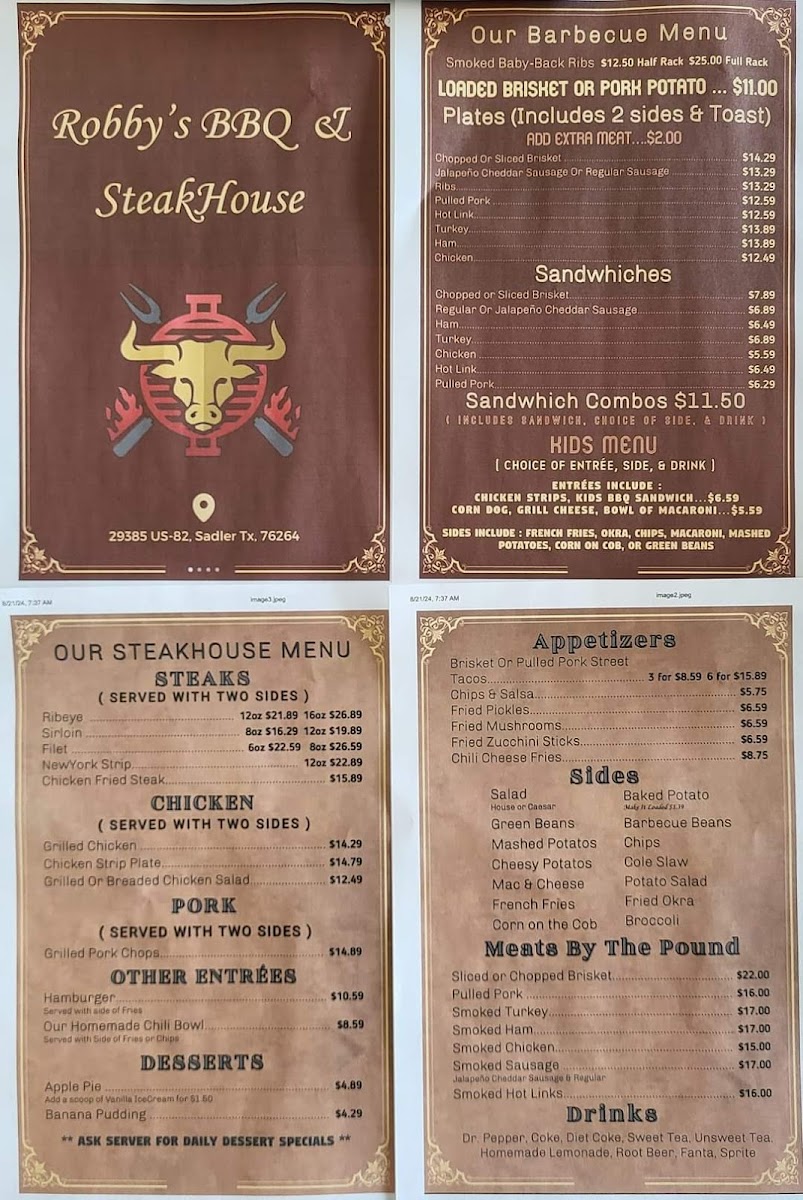 Robby's BBQ &
SteakHouse
29385 US-82, Sadler Tx, 76264
Our Barbecue Menu
Smoked Baby-Back Ribs $12.50 Half Rack $25.00 Full Rack
LOADED BRISKET OR PORK POTATO ... $11.00
Plates (Includes 2 sides & Toast)
ADD EXTRA MEAT....$2.00
Chopped Or Sliced Brisket $14.29
Jalapeño Cheddar Sausage Or Regular Sausage $13.29
Ribs $13.29
Pulled Pork $12.59
Hot Link $12.59
Turkey $13.89
Ham $13.89
Chicken $12.49
Sandwhiches
Chopped or Sliced Brisket $7.89
Regular Or Jalapeño Cheddar Sausage $6.89
Ham $6.49
Turkey $6.89
Chicken $5.59
Hot Link $6.49
Pulled Pork $6.29
Sandwhich Combos $11.50
( INCLUDES SANDWICH, CHOICE OF SIDE, & DRINK )
KIDS MENU
[ CHOICE OF ENTRÉE, SIDE, & DRINK ]
ENTRÉES INCLUDE :
CHICKEN STRIPS, KIDS BBQ SANDWICH...$6.59
CORN DOG, GRILL CHEESE, BOWL OF MACARONI...$5.59
SIDES INCLUDE : FRENCH FRIES, OKRA, CHIPS, MACARONI, MASHED
POTATOES, CORN ON COB, OR GREEN BEANS
8/21/24, 7:37 AM image3.jpeg
OUR STEAKHOUSE MENU
STEAKS
( SERVED WITH TWO SIDES )
Ribeye 12oz $21.89 16oz $26.89
Sirloin 8oz $16.29 12oz $19.89
Filet 6oz $22.59 8oz $26.59
NewYork Strip 12oz $22.89
Chicken Fried Steak $15.89
CHICKEN
( SERVED WITH TWO SIDES )
Grilled Chicken $14.29
Chicken Strip Plate $14.79
Grilled Or Breaded Chicken Salad $12.49
PORK
( SERVED WITH TWO SIDES )
Grilled Pork Chops $14.89
OTHER ENTRÉES
Hamburger $10.59
Served with side of Fries
Our Homemade Chili Bowl $8.59
Served with Side of Fries or Chips
DESSERTS
Apple Pie $4.89
Add a scoop of Vanilla IceCream for $1.50
Banana Pudding $4.29
** ASK SERVER FOR DAILY DESSERT SPECIALS **
8/21/24, 7:37 AM image2.jpeg
Appetizers
Brisket Or Pulled Pork Street
Tacos 3 for $8.59 6 for $15.89
Chips & Salsa $5.75
Fried Pickles $6.59
Fried Mushrooms $6.59
Fried Zucchini Sticks $6.59
Chili Cheese Fries $8.75
Sides
Salad
House or Caesar
Green Beans
Mashed Potatos
Cheesy Potatos
Mac & Cheese
French Fries
Corn on the Cob
Baked Potato
Make It Loaded
Barbecue Beans
Chips
Cole Slaw
Potato Salad
Fried Okra
Broccoli
Meats By The Pound
Sliced or Chopped Brisket $22.00
Pulled Pork $16.00
Smoked Turkey $17.00
Smoked Ham $17.00
Smoked Chicken $15.00
Smoked Sausage $17.00
Jalapeño Cheddar Sausage & Regular
Smoked Hot Links $16.00
Drinks
Dr. Pepper, Coke, Diet Coke, Sweet Tea, Unsweet Tea,
Homemade Lemonade, Root Beer, Fanta, Sprite